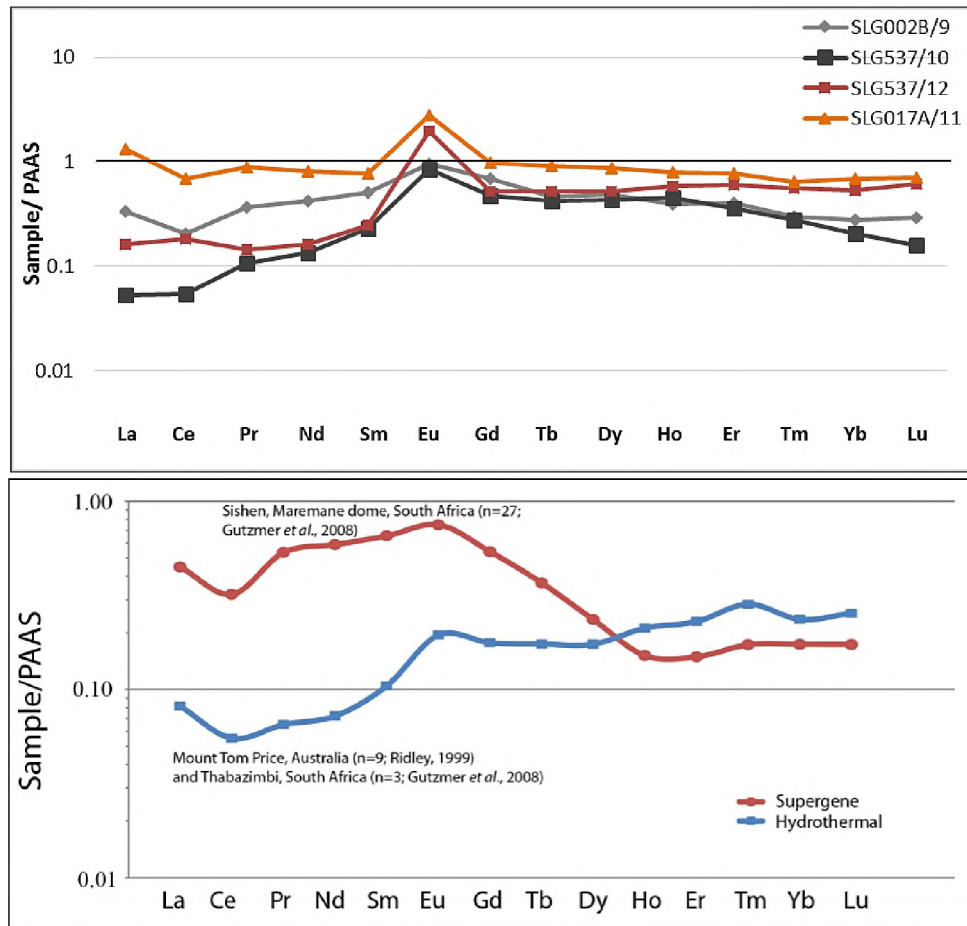 SLG002B/9
SLG537/10
SLG537/12
SLG017A/11
10
1
0.1
0.01
Sample/ PAAS
La Ce Pr Nd Sm Eu Gd Tb Dy Ho Er Tm Yb Lu
1.00
0.10
0.01
Sample/PAAS
Sishen, Maremane dome, South Africa (n=27;
Gutzmer et al., 2008)
Mount Tom Price, Australia (n=9; Ridley, 1999)
and Thabazimbi, South Africa (n=3; Gutzmer et al., 2008)
Supergene
Hydrothermal
La Ce Pr Nd Sm Eu Gd Tb Dy Ho Er Tm Yb Lu